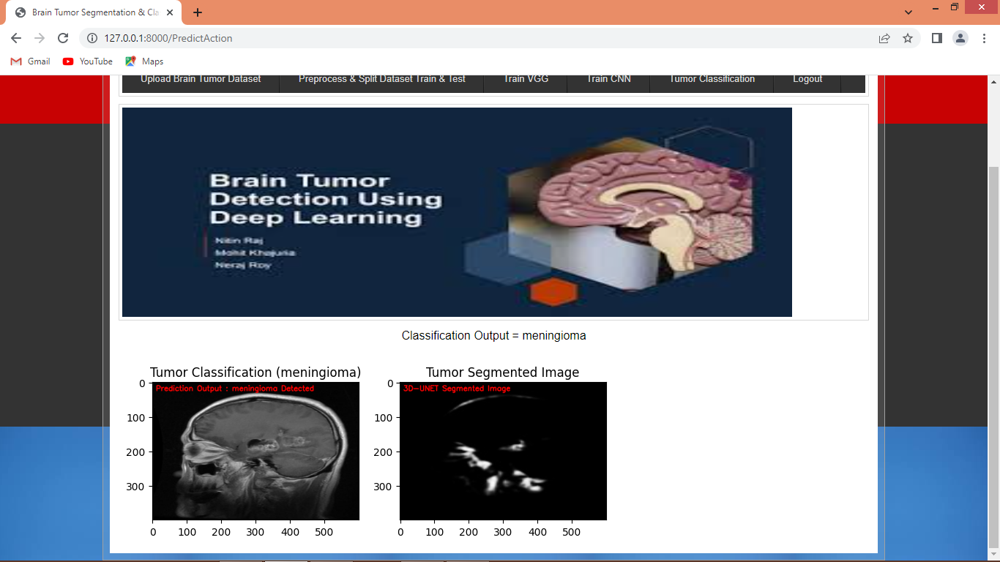 Brain Tumor Segmentation & Cla
127.0.0.1:8000/PredictAction
Gmail YouTube Maps
Upload Brain Tumor Dataset Preprocess & Split Dataset Train & Test Train VGG Train CNN Tumor Classification Logout
Brain Tumor
Detection Using
Deep Learning
Nitin Raj
Mohit Khajuria
Neraj Roy
Classification Output = meningioma
Tumor Classification (meningioma)
Prediction Output : meningioma Detected
0
100
200
300
0 100 200 300 400 500
Tumor Segmented Image
3D-UNET Segmented Image
0
100
200
300
0 100 200 300 400 500